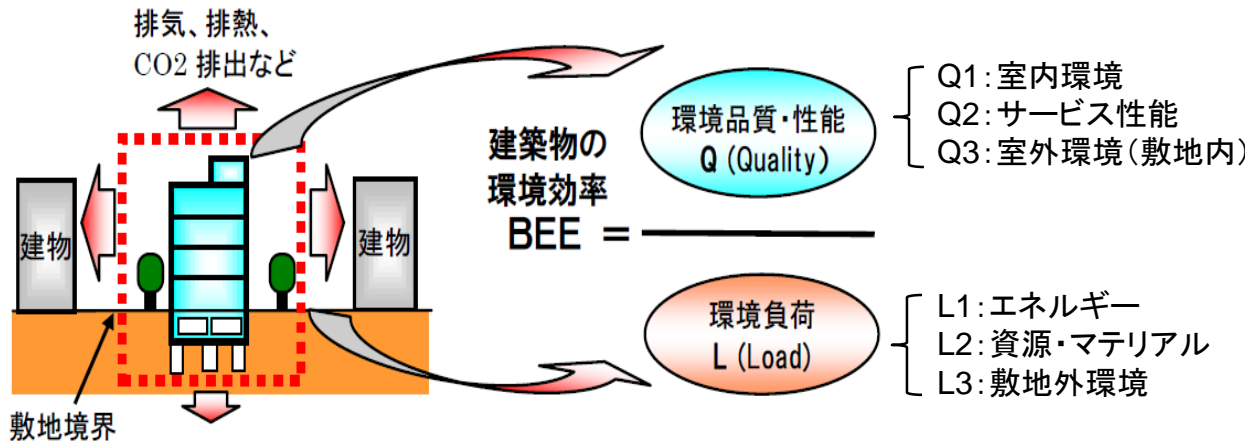 排気、排熱、
CO2 排出など
建物
建物
敷地境界
建築物の
環境効率
BEE =
環境品質・性能
Q (Quality)
Q1：室内環境
Q2：サービス性能
Q3：室外環境（敷地内）
環境負荷
L (Load)
L1：エネルギー
L2：資源・マテリアル
L3：敷地外環境